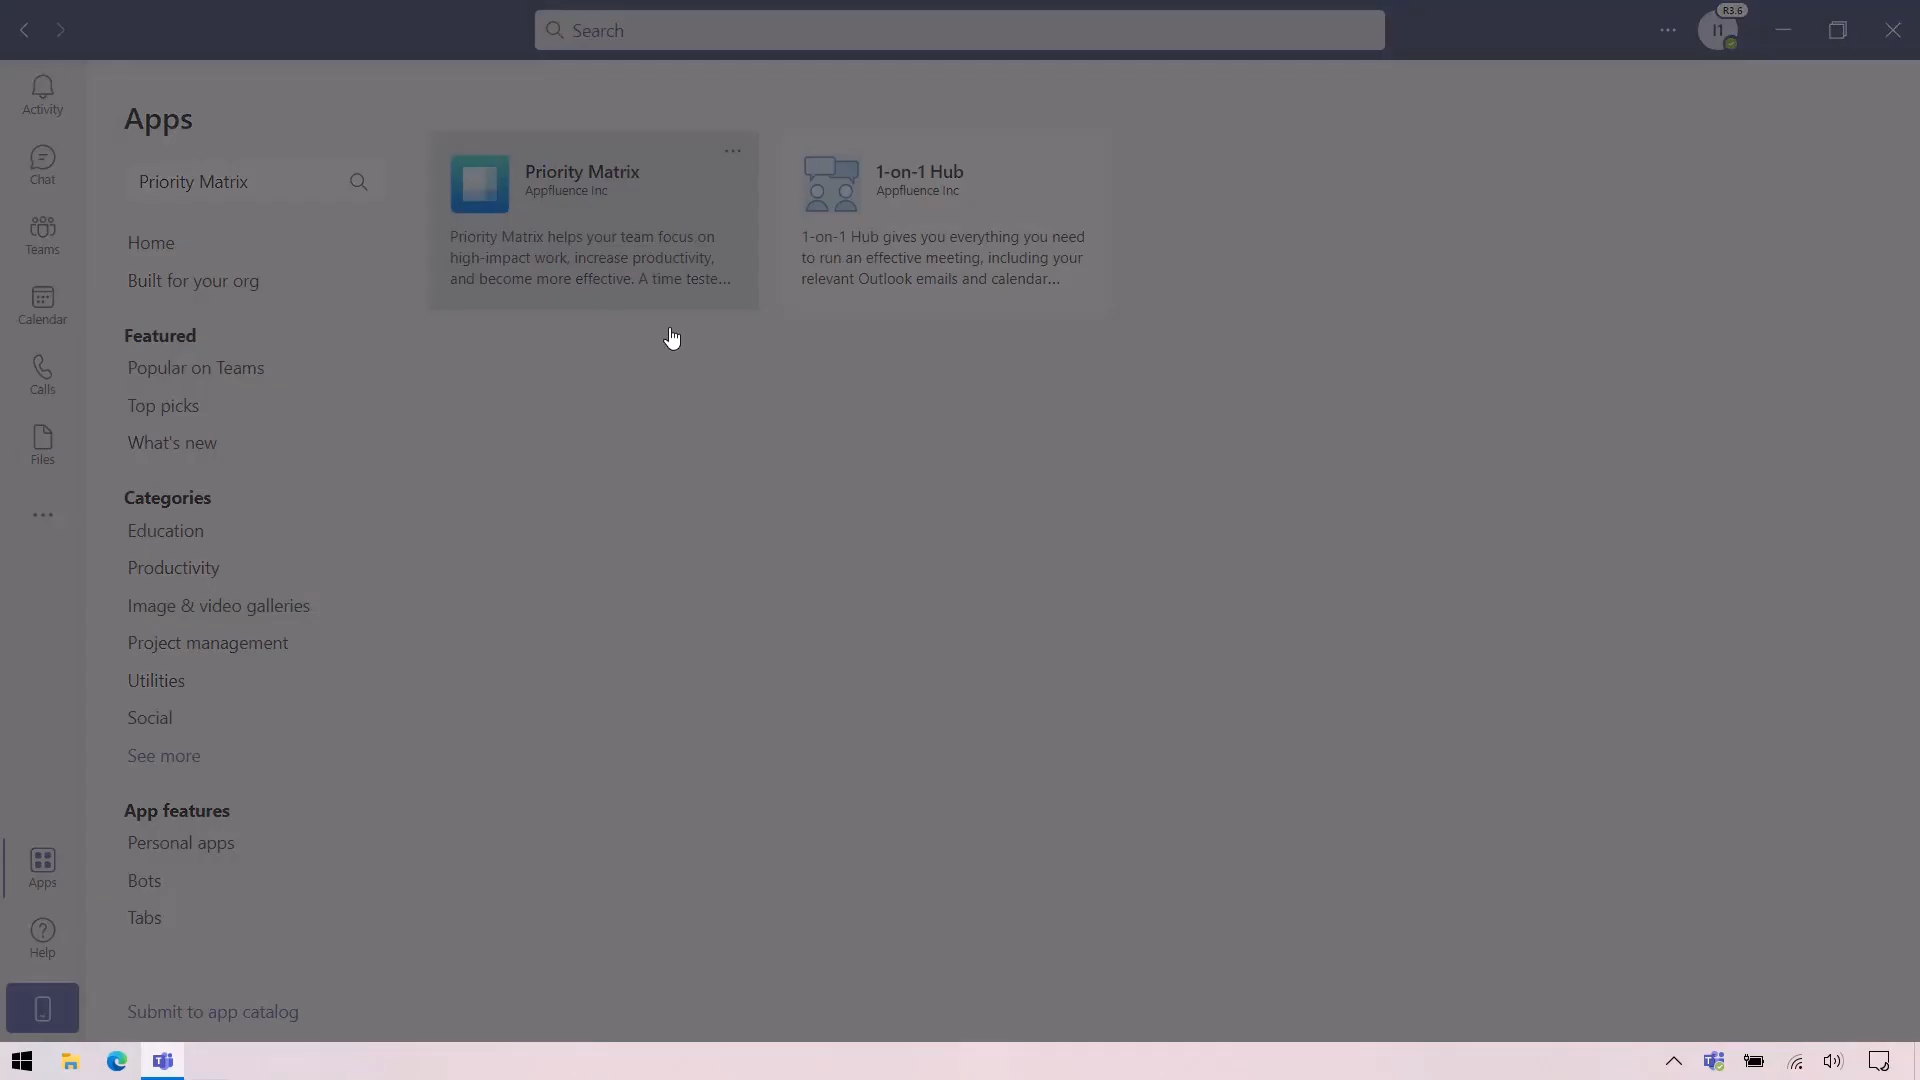 Search
R3.6
I1
Activity
Chat
Teams
Calendar
Calls
Files
Apps
Help
Apps
Priority Matrix
Home
Built for your org
Featured
Popular on Teams
Top picks
What's new
Categories
Education
Productivity
Image & video galleries
Project management
Utilities
Social
See more
App features
Personal apps
Bots
Tabs
Submit to app catalog
Priority Matrix
Appfluence Inc
Priority Matrix helps your team focus on
high-impact work, increase productivity,
and become more effective. A time teste...
1-on-1 Hub
Appfluence Inc
1-on-1 Hub gives you everything you need
to run an effective meeting, including your
relevant Outlook emails and calendar...